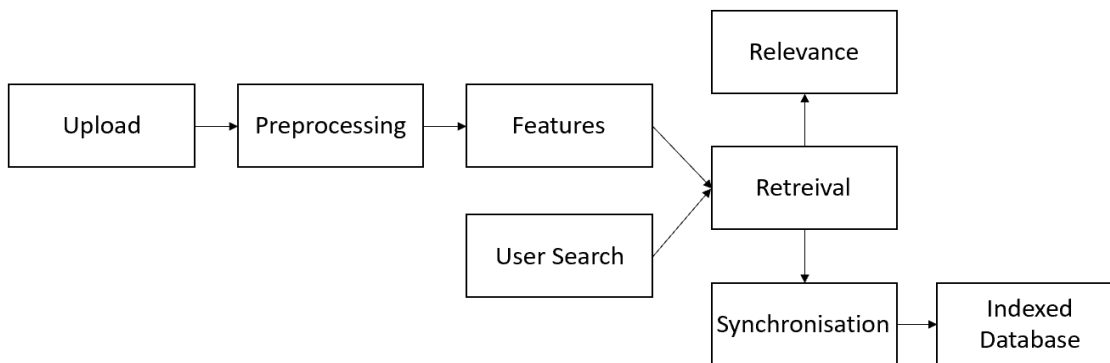 Relevance
Upload
Preprocessing
Features
Retreival
User Search
Synchronisation
Indexed
Database